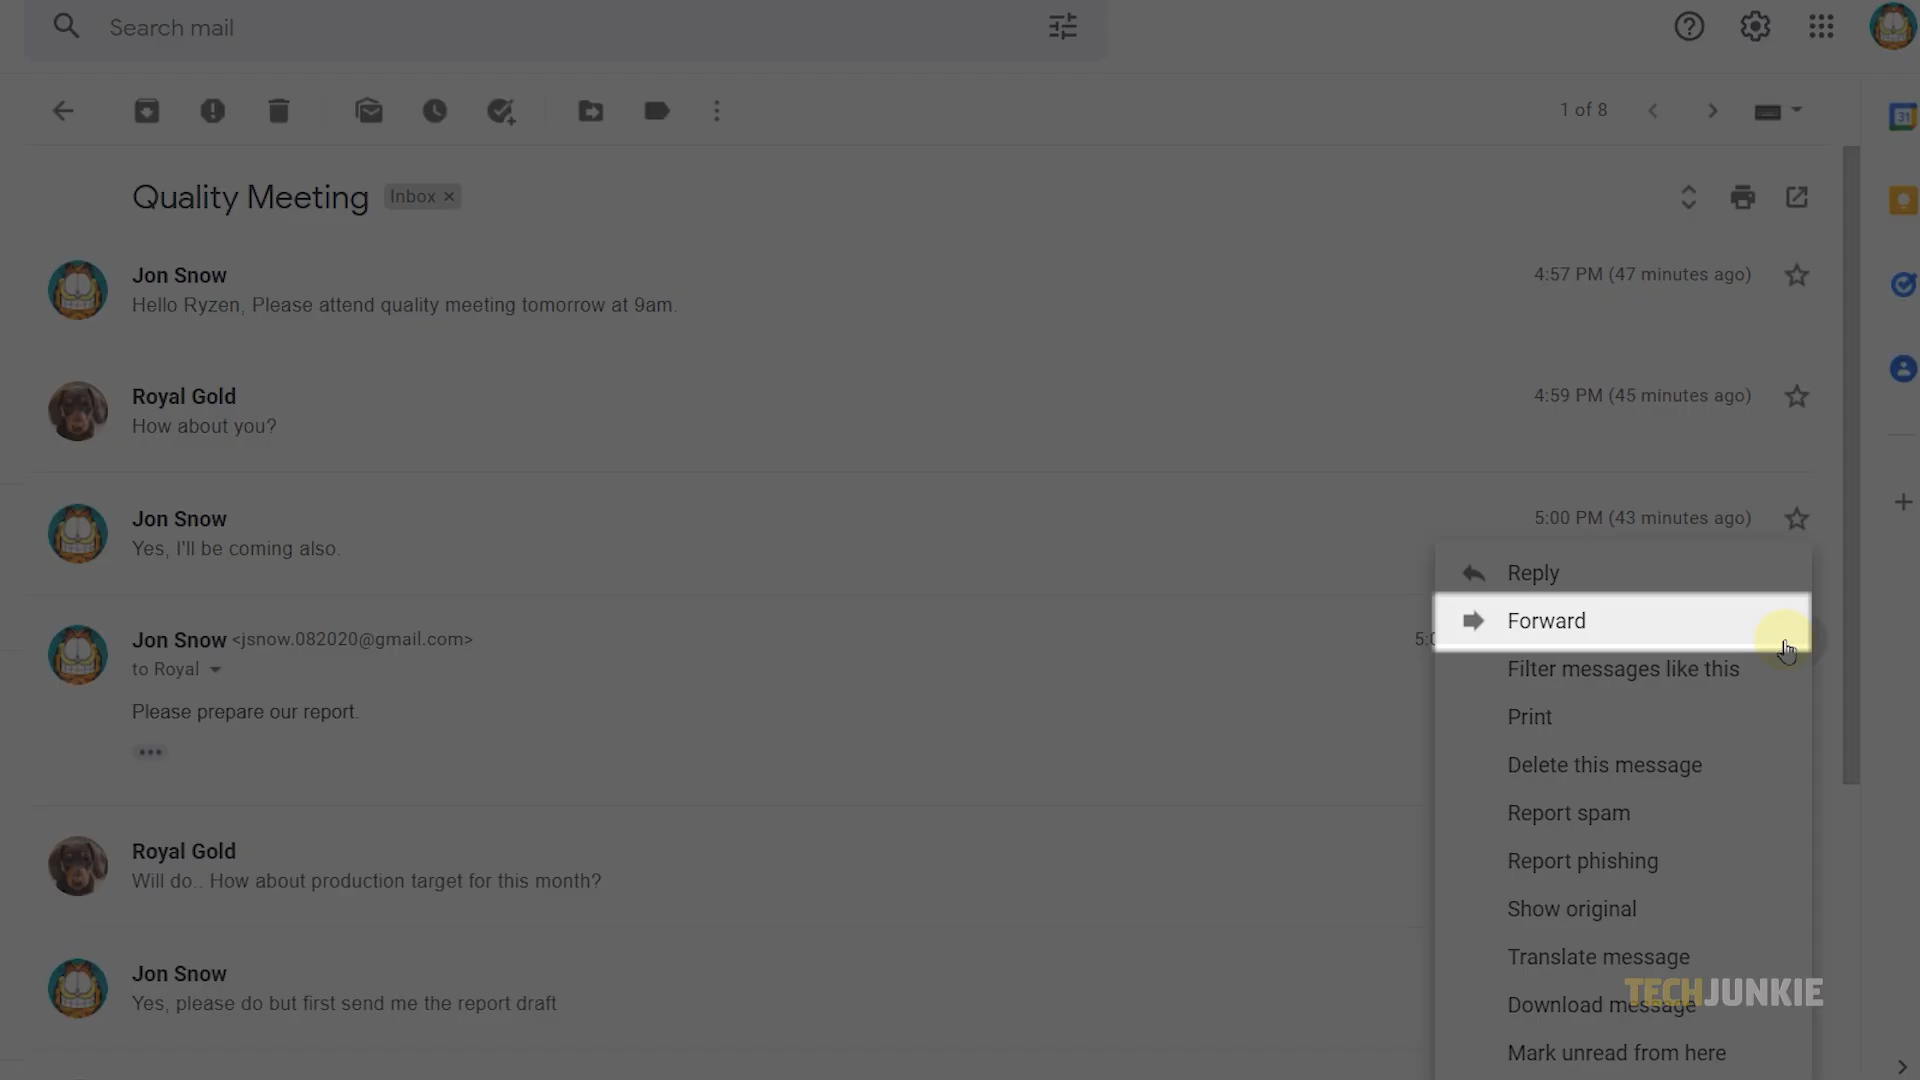 Search mail
1 of 8
31
Quality Meeting Inbox ×
Jon Snow 4:57 PM (47 minutes ago)
Hello Ryzen, Please attend quality meeting tomorrow at 9am.
Royal Gold 4:59 PM (45 minutes ago)
How about you?
Jon Snow 5:00 PM (43 minutes ago)
Yes, I'll be coming also.
Reply
Forward
Jon Snow <jsnow.082020@gmail.com>
to Royal
Filter messages like this
Please prepare our report.
Print
Delete this message
Report spam
Royal Gold
Report phishing
Will do.. How about production target for this month?
Show original
Translate message
Jon Snow
TECHJUNKIE
Yes, please do but first send me the report draft
Download message
Mark unread from here